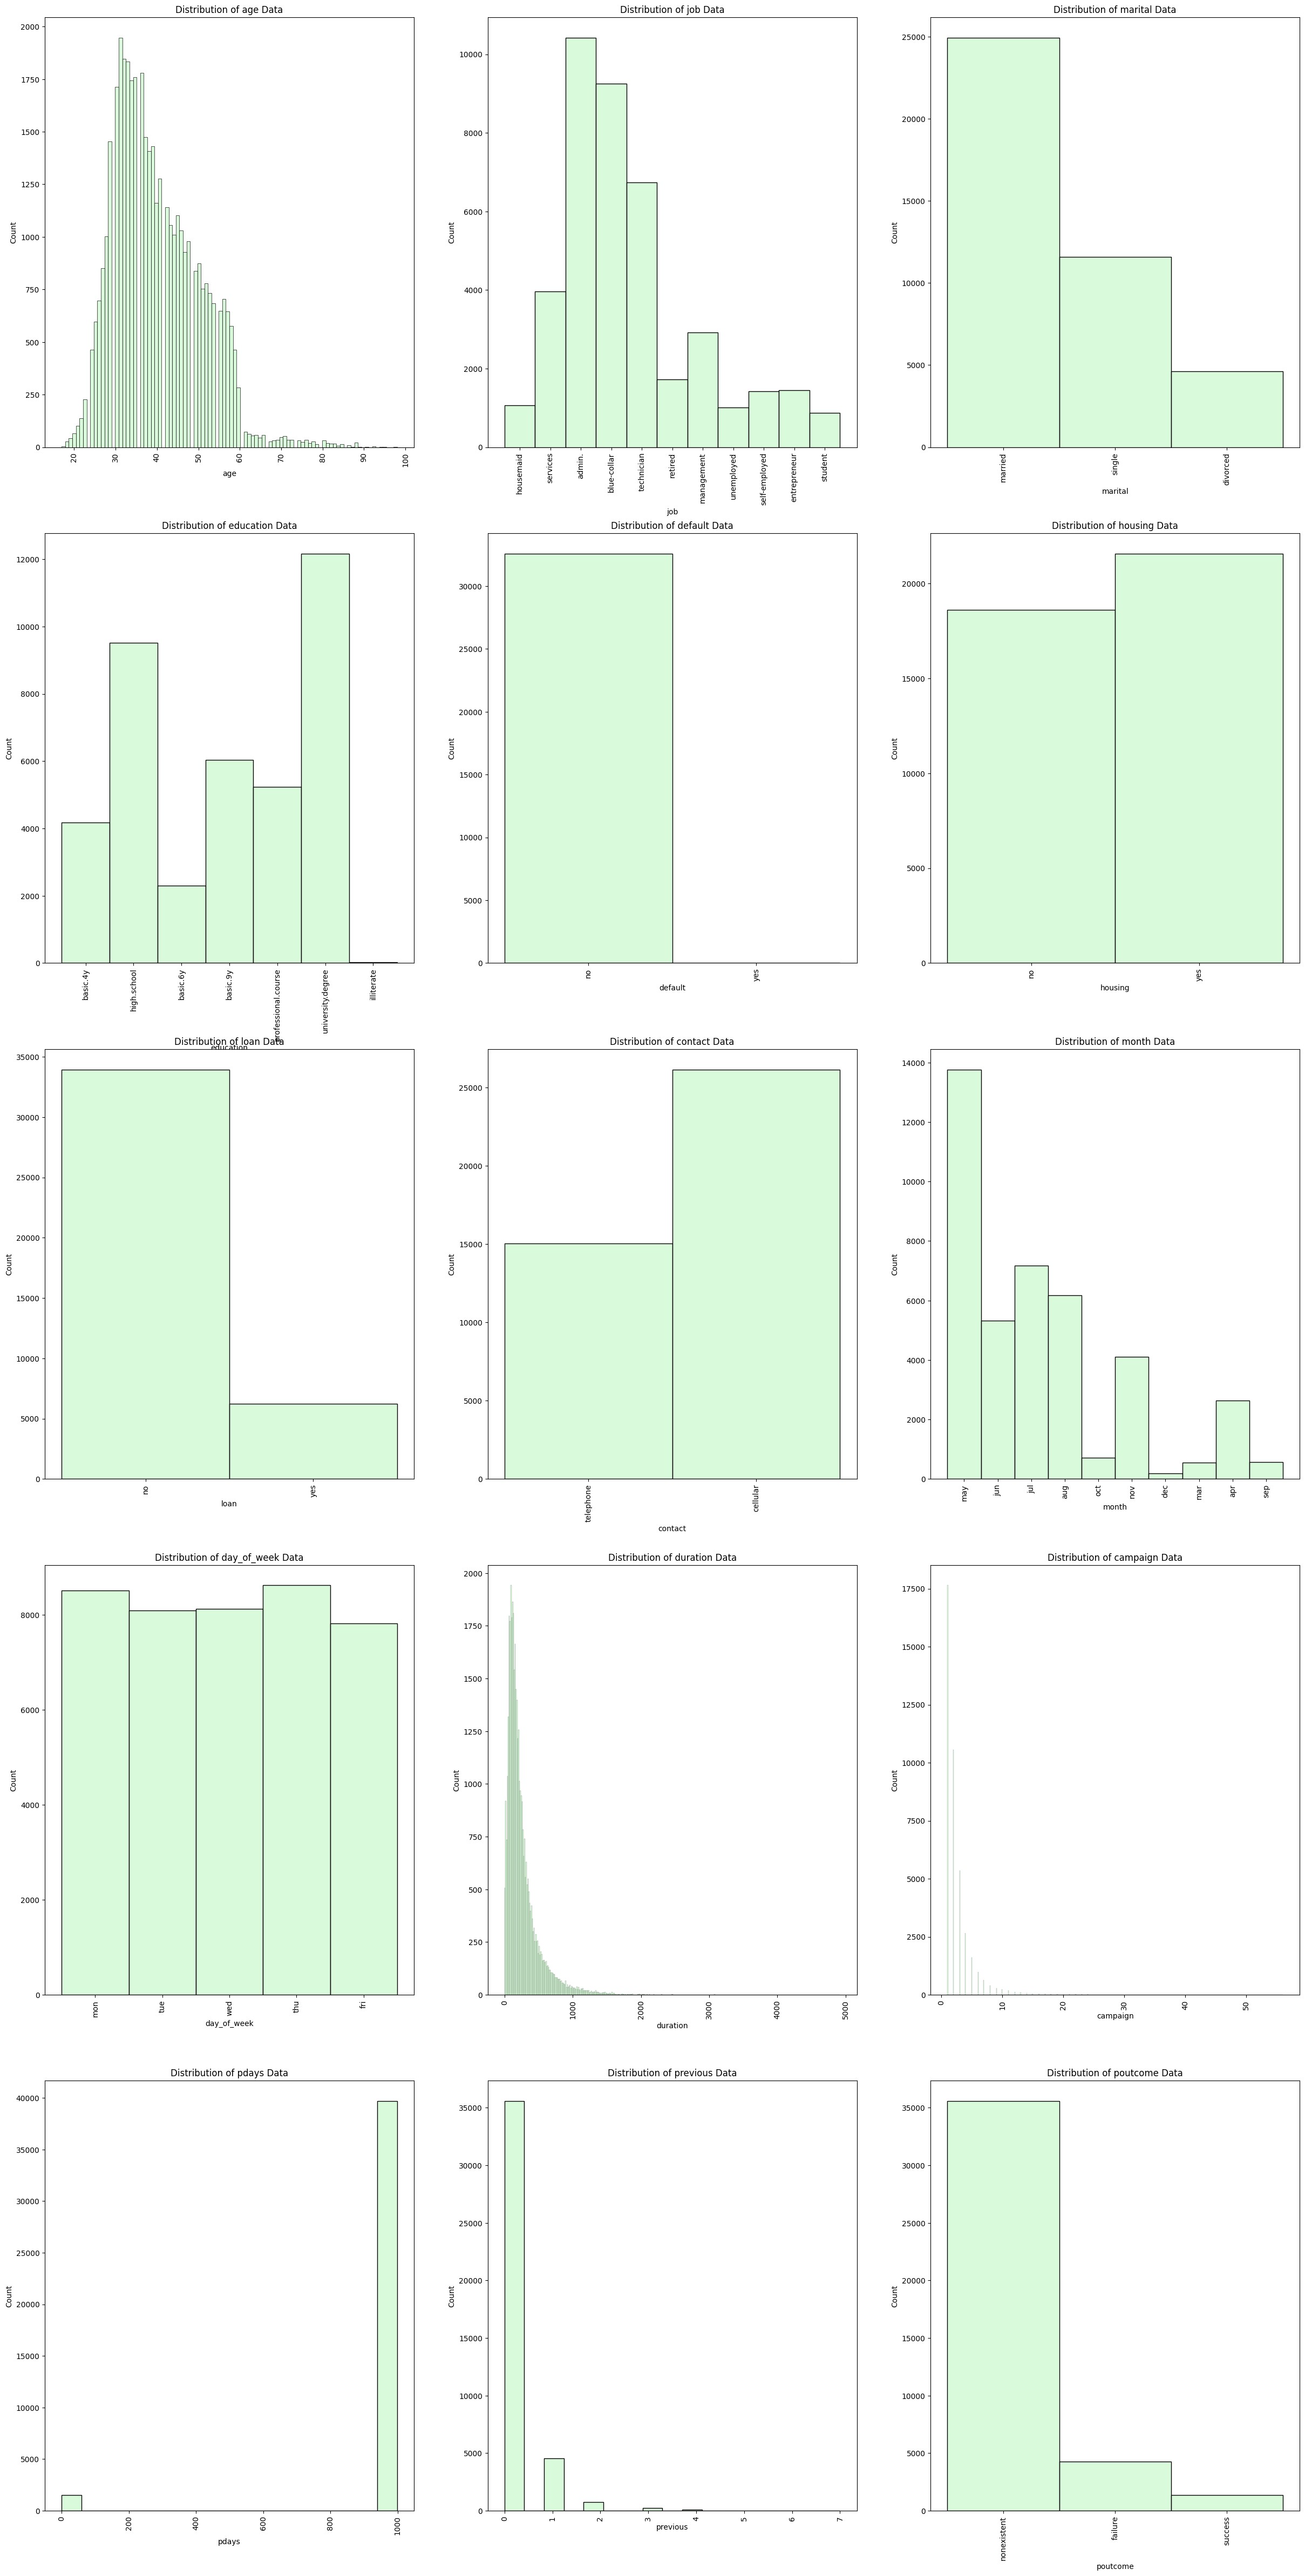 Distribution of age Data
Count
2000
1750
1500
1250
1000
750
500
250
0
20
30
40
50
60
70
80
90
100
age
Distribution of job Data
Count
10000
8000
6000
4000
2000
0
housemaid
services
admin.
blue-collar
technician
retired
management
unemployed
self-employed
entrepreneur
student
job
Distribution of marital Data
Count
25000
20000
15000
10000
5000
0
married
single
divorced
marital
Distribution of education Data
Count
12000
10000
8000
6000
4000
2000
0
basic.4y
high.school
basic.6y
basic.9y
professional.course
university.degree
illiterate
education
Distribution of default Data
Count
30000
25000
20000
15000
10000
5000
0
no
yes
default
Distribution of housing Data
Count
20000
15000
10000
5000
0
no
yes
housing
Distribution of loan Data
Count
35000
30000
25000
20000
15000
10000
5000
0
no
yes
loan
Distribution of contact Data
Count
25000
20000
15000
10000
5000
0
telephone
cellular
contact
Distribution of month Data
Count
14000
12000
10000
8000
6000
4000
2000
0
may
jun
jul
aug
oct
nov
dec
mar
apr
sep
month
Distribution of day_of_week Data
Count
8000
6000
4000
2000
0
mon
tue
wed
thu
fri
day_of_week
Distribution of duration Data
Count
2000
1750
1500
1250
1000
750
500
250
0
0
1000
2000
3000
4000
5000
duration
Distribution of campaign Data
Count
17500
15000
12500
10000
7500
5000
2500
0
0
10
20
30
40
50
campaign
Distribution of pdays Data
Count
40000
35000
30000
25000
20000
15000
10000
5000
0
0
200
400
600
800
1000
pdays
Distribution of previous Data
Count
35000
30000
25000
20000
15000
10000
5000
0
0
1
2
3
4
5
6
7
previous
Distribution of poutcome Data
Count
35000
30000
25000
20000
15000
10000
5000
0
nonexistent
failure
success
poutcome